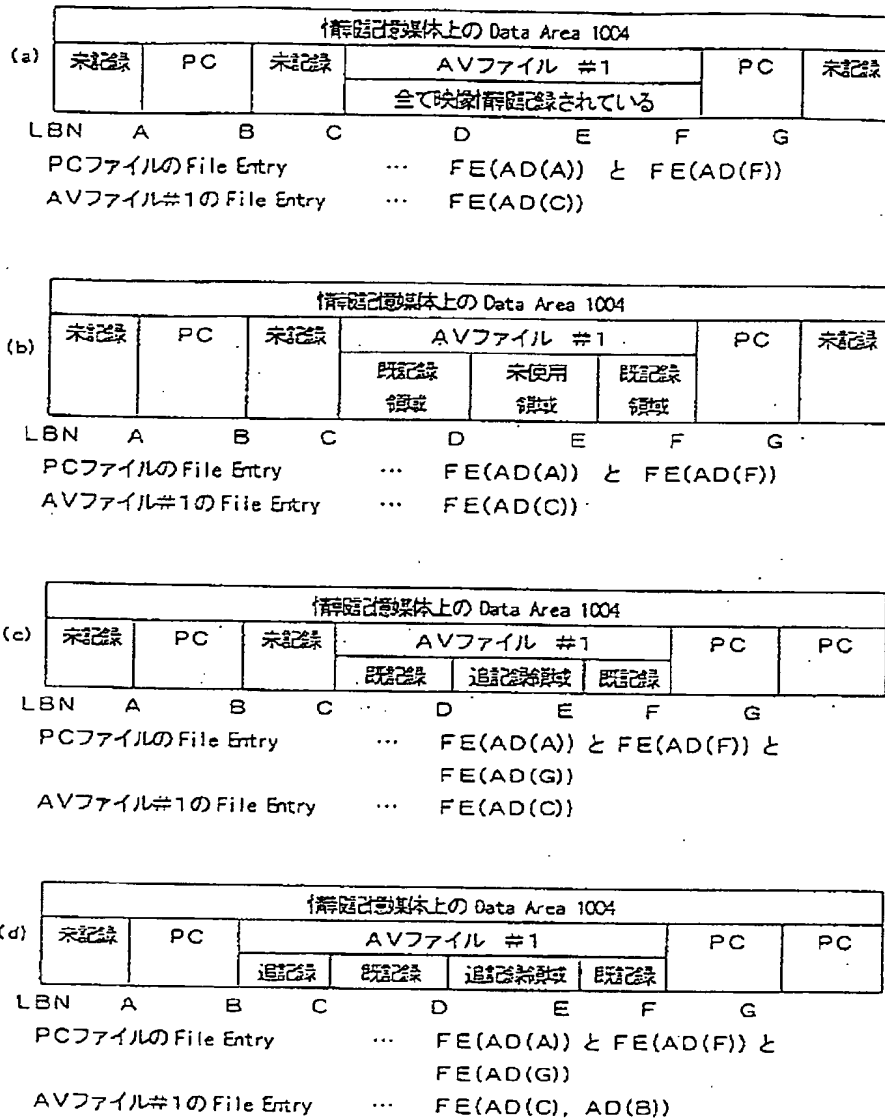 情報記憶媒体上の Data Area 1004
(a) 未記録 PC 未記録 AVファイル #1 PC 未記録
全て映像情報記録されている
LBN A B C D E F G
PCファイルのFile Entry … FE(AD(A)) と FE(AD(F))
AVファイル#1のFile Entry … FE(AD(C))
情報記憶媒体上の Data Area 1004
(b) 未記録 PC 未記録 AVファイル #1 PC 未記録
既記録 未使用 既記録
領域 領域 領域
LBN A B C D E F G
PCファイルのFile Entry … FE(AD(A)) と FE(AD(F))
AVファイル#1のFile Entry … FE(AD(C))
情報記憶媒体上の Data Area 1004
(c) 未記録 PC 未記録 AVファイル #1 PC PC
既記録 追記録領域 既記録
LBN A B C D E F G
PCファイルのFile Entry … FE(AD(A)) と FE(AD(F)) と
FE(AD(G))
AVファイル#1のFile Entry … FE(AD(C))
情報記憶媒体上の Data Area 1004
(d) 未記録 PC AVファイル #1 PC PC
追記録 既記録 追記録領域 既記録
LBN A B C D E F G
PCファイルのFile Entry … FE(AD(A)) と FE(AD(F)) と
FE(AD(G))
AVファイル#1のFile Entry … FE(AD(C), AD(B))